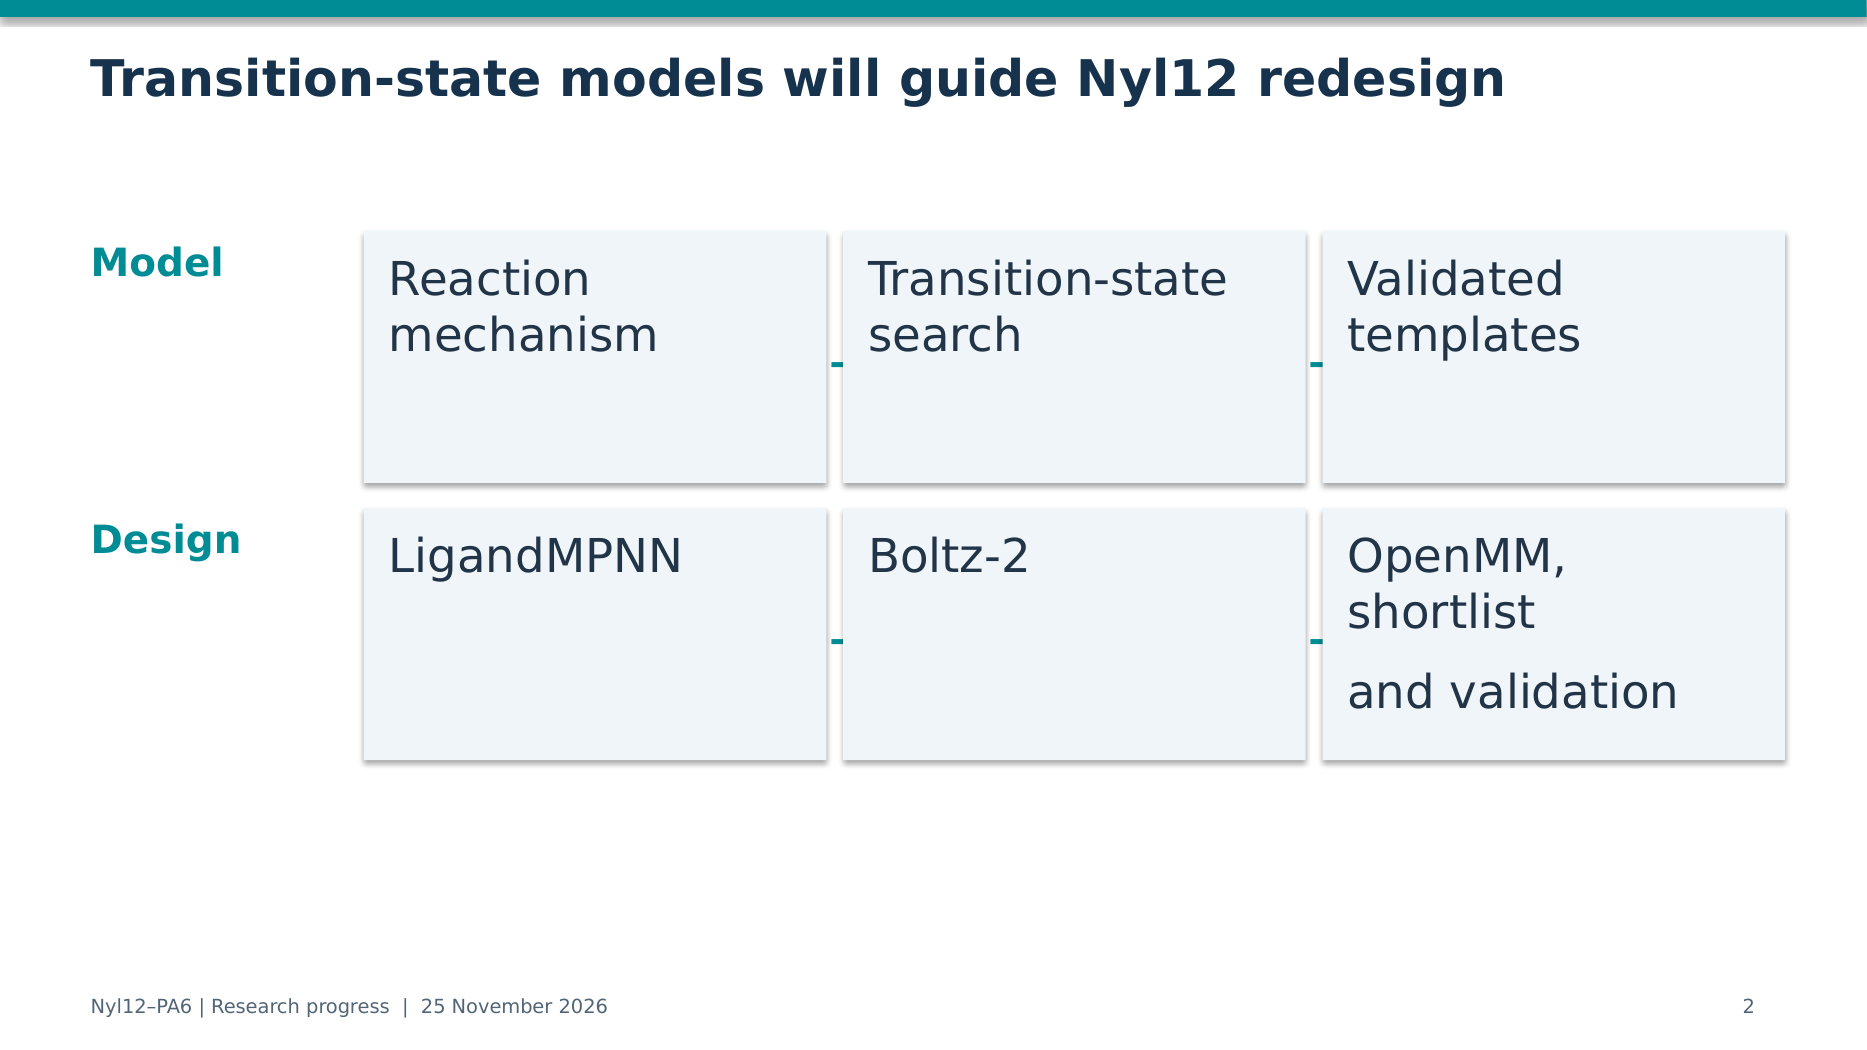 Transition-state models will guide Nyl12 redesign
Model
Reaction
mechanism
Transition-state
search
Validated
templates
Design
LigandMPNN
Boltz-2
OpenMM,
shortlist
and validation
Nyl12–PA6 | Research progress | 25 November 2026
2